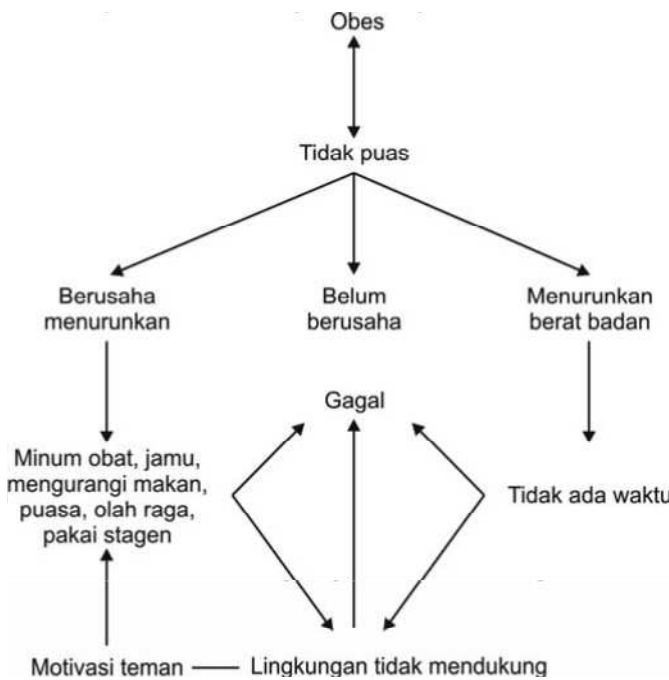 Obes
Tidak puas
Berusaha
menurunkan
Belum
berusaha
Menurunkan
berat badan
Gagal
Minum obat, jamu,
mengurangi makan,
puasa, olah raga,
pakai stagen
Tidak ada waktu
Motivasi teman
Lingkungan tidak mendukung